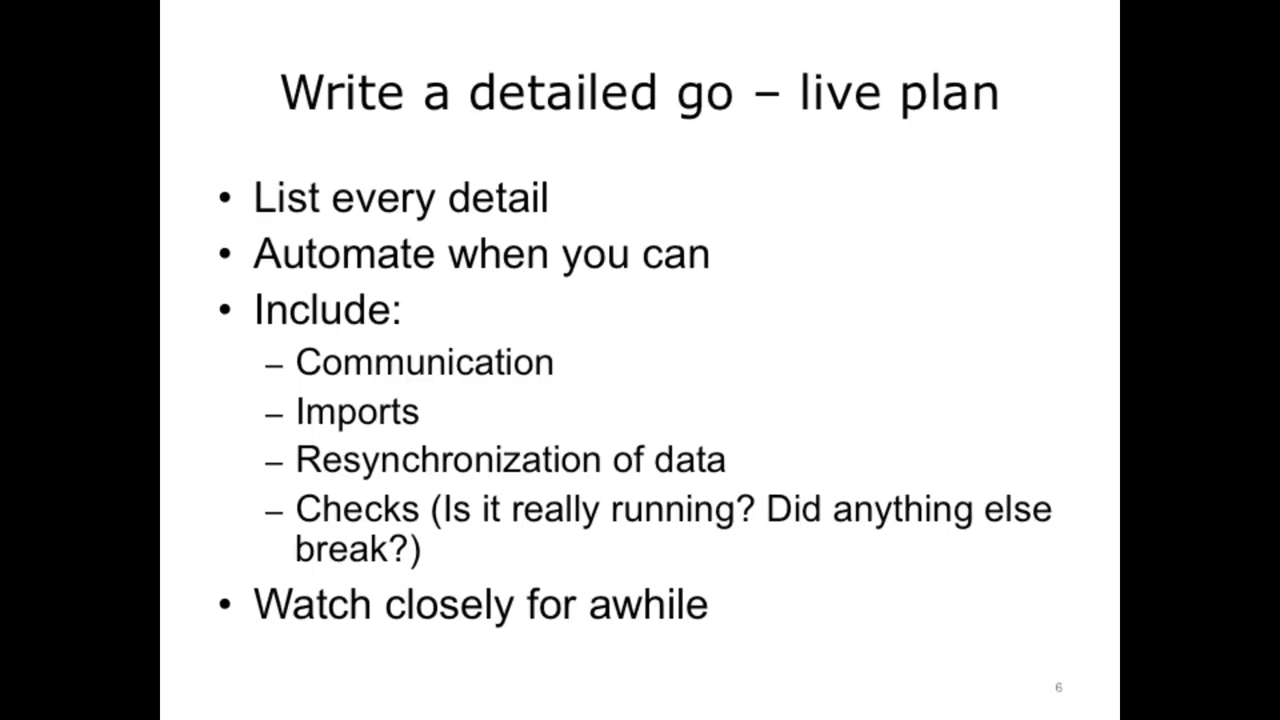 Write a detailed go – live plan
• List every detail
• Automate when you can
• Include:
– Communication
– Imports
– Resynchronization of data
– Checks (Is it really running? Did anything else
break?)
• Watch closely for awhile
6